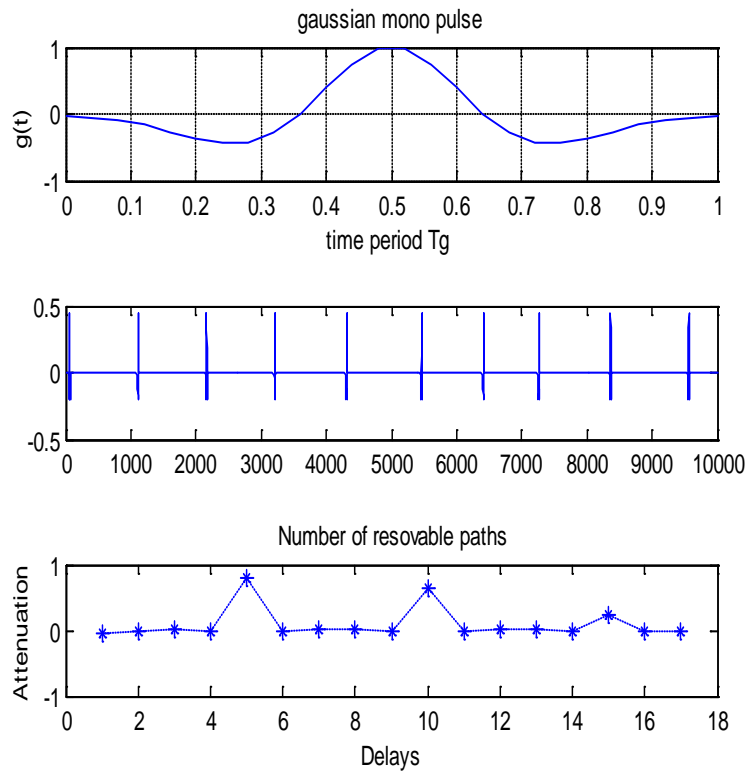 gaussian mono pulse
1
0
-1
g(t)
0 0.1 0.2 0.3 0.4 0.5 0.6 0.7 0.8 0.9 1
time period Tg
0.5
0
-0.5
0 1000 2000 3000 4000 5000 6000 7000 8000 9000 10000
Number of resovable paths
1
0
-1
Attenuation
0 2 4 6 8 10 12 14 16 18
Delays